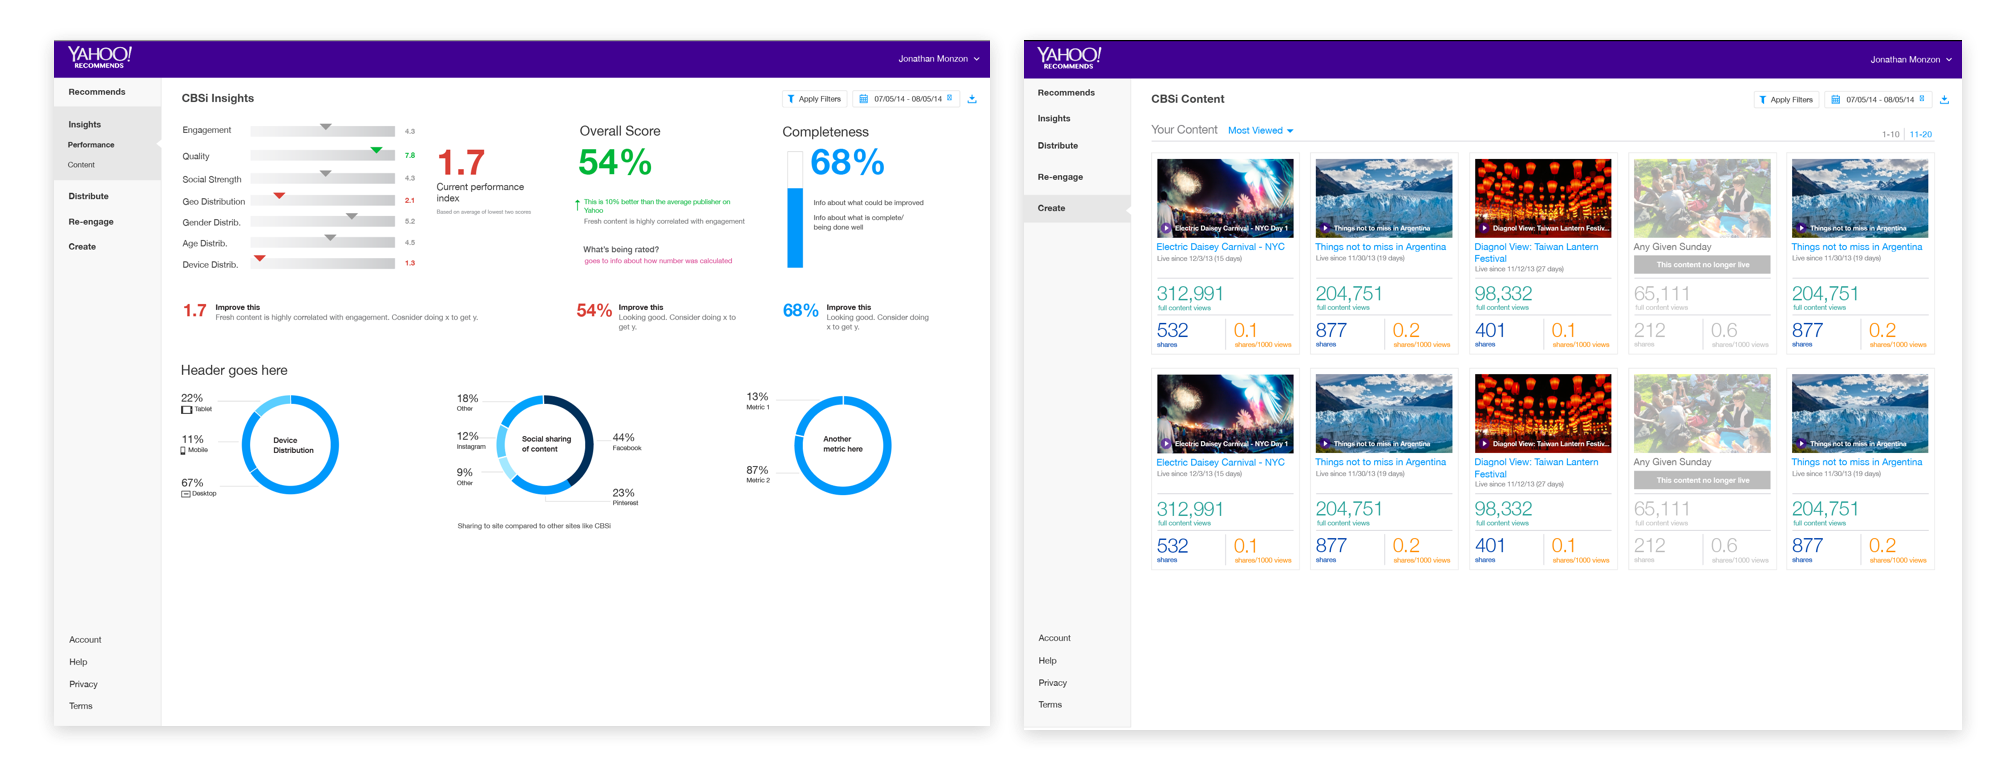 YAHOO!
RECOMMENDS
Jonathan Monzon
Recommends
Insights
Performance
Content
Distribute
Re-engage
Create
Account
Help
Privacy
Terms
CBSi Insights
Apply Filters
07/05/14 - 08/05/14
Engagement 4.3
Quality 7.8
Social Strength 4.3
Geo Distribution 2.1
Gender Distrib. 5.2
Age Distrib. 4.5
Device Distrib. 1.3
1.7
Current performance
index
Based on average of lowest two scores
Overall Score
54%
This is 10% better than the average publisher on
Yahoo
Fresh content is highly correlated with engagement
What's being rated?
goes to info about how number was calculated
Completeness
68%
Info about what could be improved
Info about what is complete/
being done well
1.7 Improve this
Fresh content is highly correlated with engagement. Cosnider doing x to get y.
54% Improve this
Looking good. Consider doing x to
get y.
68% Improve this
Looking good. Consider doing
x to get y.
Header goes here
22%
Tablet
11%
Mobile
67%
Desktop
Device
Distribution
18%
Other
12%
Instagram
9%
Other
Social sharing
of content
44%
Facebook
23%
Pinterest
Sharing to site compared to other sites like CBSi
13%
Metric 1
87%
Metric 2
Another
metric here
YAHOO!
RECOMMENDS
Jonathan Monzon
Recommends
Insights
Distribute
Re-engage
Create
Account
Help
Privacy
Terms
CBSi Content
Apply Filters
07/05/14 - 08/05/14
Your Content Most Viewed
1-10 11-20
Electric Daisey Carnival - NYC Day 1
Electric Daisey Carnival - NYC
Live since 12/3/13 (15 days)
312,991
full content views
532
shares
0.1
shares/1000 views
Things not to miss in Argentina
Things not to miss in Argentina
Live since 11/30/13 (19 days)
204,751
full content views
877
shares
0.2
shares/1000 views
Diagnol View: Taiwan Lantern Festiv...
Diagnol View: Taiwan Lantern
Festival
Live since 11/12/13 (27 days)
98,332
full content views
401
shares
0.1
shares/1000 views
Any Given Sunday
This content no longer live
65,111
full content views
212
shares
0.6
shares/1000 views
Things not to miss in Argentina
Things not to miss in Argentina
Live since 11/30/13 (19 days)
204,751
full content views
877
shares
0.2
shares/1000 views
Electric Daisey Carnival - NYC Day 1
Electric Daisey Carnival - NYC
Live since 12/3/13 (15 days)
312,991
full content views
532
shares
0.1
shares/1000 views
Things not to miss in Argentina
Things not to miss in Argentina
Live since 11/30/13 (19 days)
204,751
full content views
877
shares
0.2
shares/1000 views
Diagnol View: Taiwan Lantern Festiv...
Diagnol View: Taiwan Lantern
Festival
Live since 11/12/13 (27 days)
98,332
full content views
401
shares
0.1
shares/1000 views
Any Given Sunday
This content no longer live
65,111
full content views
212
shares
0.6
shares/1000 views
Things not to miss in Argentina
Things not to miss in Argentina
Live since 11/30/13 (19 days)
204,751
full content views
877
shares
0.2
shares/1000 views